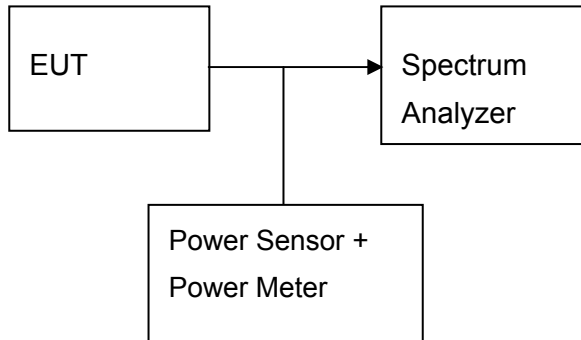 EUT
Spectrum
Analyzer
Power Sensor +
Power Meter